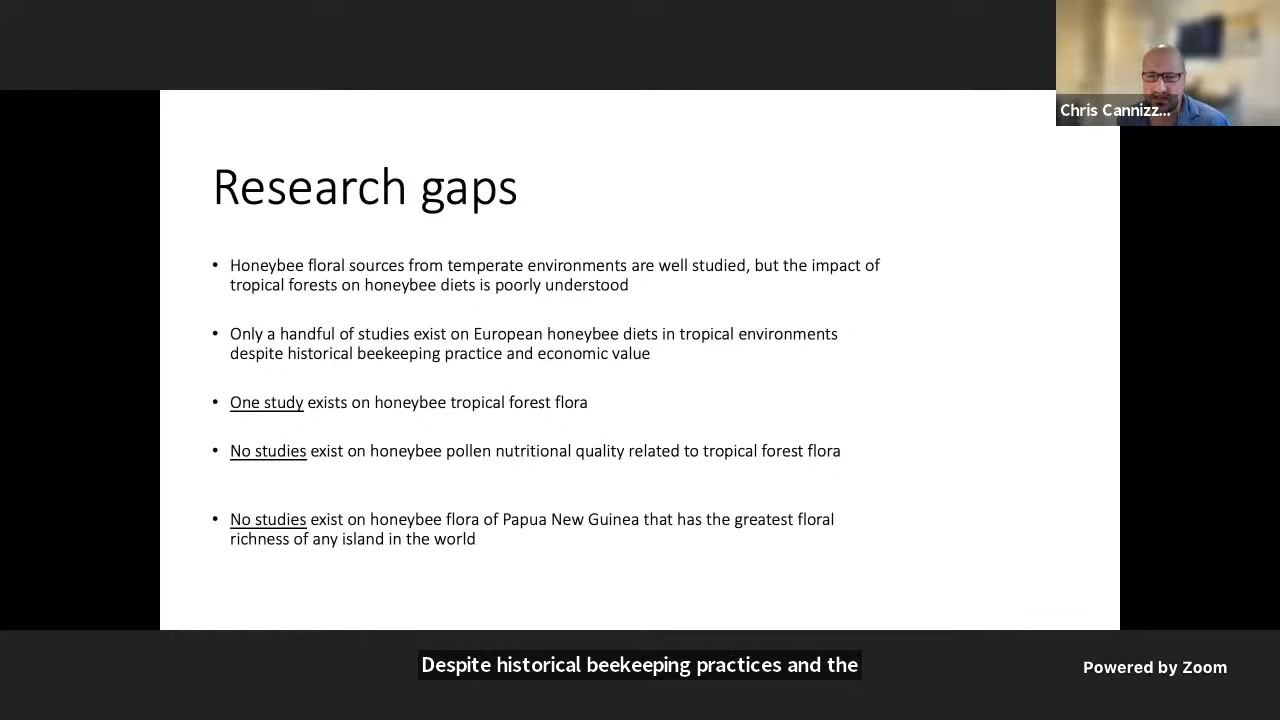 Chris Cannizz...
Research gaps
• Honeybee floral sources from temperate environments are well studied, but the impact of
tropical forests on honeybee diets is poorly understood
• Only a handful of studies exist on European honeybee diets in tropical environments
despite historical beekeeping practice and economic value
• One study exists on honeybee tropical forest flora
• No studies exist on honeybee pollen nutritional quality related to tropical forest flora
• No studies exist on honeybee flora of Papua New Guinea that has the greatest floral
richness of any island in the world
Despite historical beekeeping practices and the
Powered by Zoom